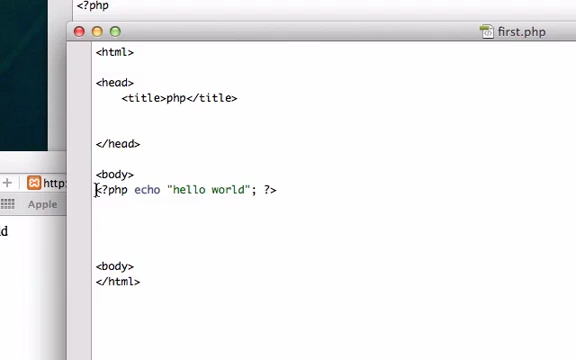 <?php
first.php
<html>
<head>
<title>php</title>
</head>
<body>
http:
<?php echo "hello world"; ?>
Apple
d
<body>
</html>